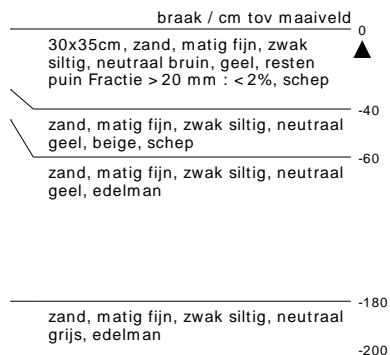 braak / cm tov maaiveld
0
30x35cm, zand, matig fijn, zwak
siltig, neutraal bruin, geel, resten
puin Fractie > 20 mm : < 2%, schep
-40
zand, matig fijn, zwak siltig, neutraal
geel, beige, schep
-60
zand, matig fijn, zwak siltig, neutraal
geel, edelman
-180
zand, matig fijn, zwak siltig, neutraal
grijs, edelman
-200